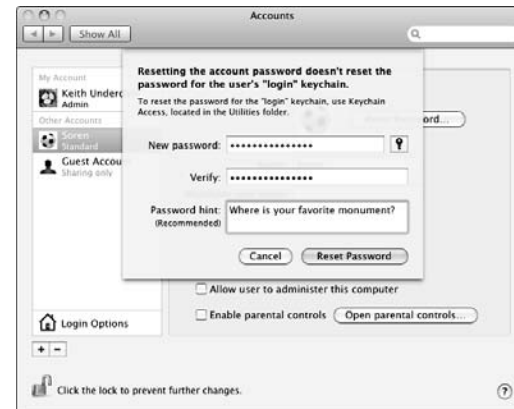 Accounts
Show All
My Account
Keith Underc
Admin
Other Accounts
Soren
Standard
Guest Accou
Sharing only
Login Options
Resetting the account password doesn't reset the
password for the user's "login" keychain.
To reset the password for the "login" keychain, use Keychain
Access, located in the Utilities folder.
New password:
Verify:
Password hint:
(Recommended)
Where is your favorite monument?
Cancel
Reset Password
ord...
Allow user to administer this computer
Enable parental controls
Open parental controls...
Click the lock to prevent further changes.